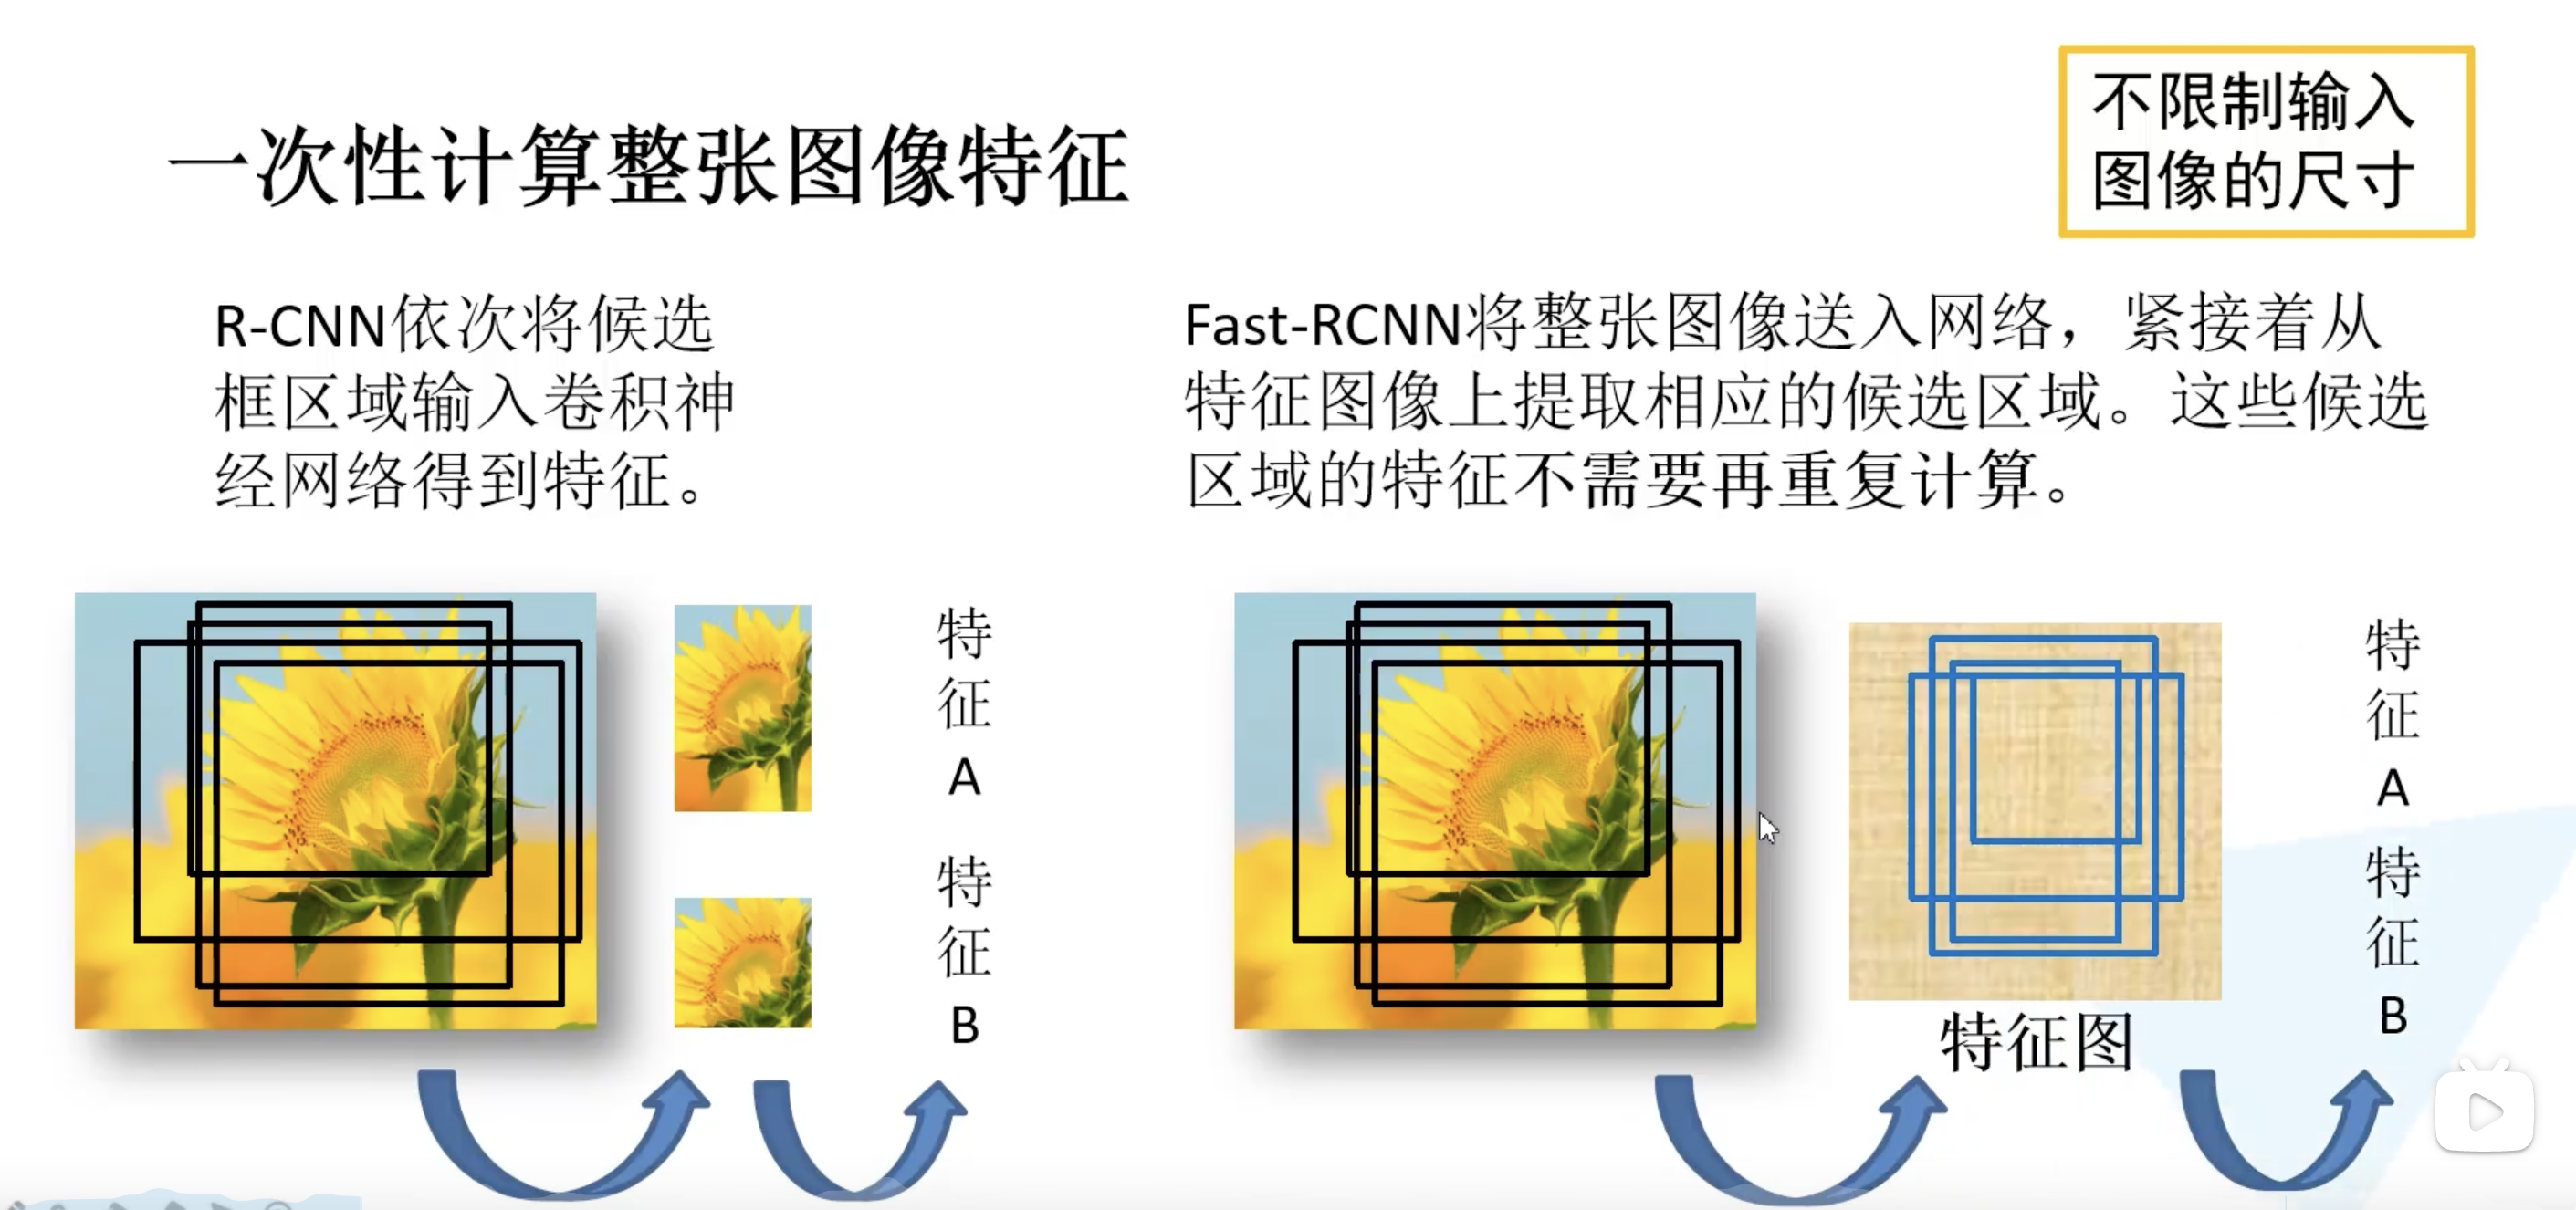 一次性计算整张图像特征
不限制输入
图像的尺寸
R-CNN依次将候选
框区域输入卷积神
经网络得到特征。
Fast-RCNN将整张图像送入网络，紧接着从
特征图像上提取相应的候选区域。这些候选
区域的特征不需要再重复计算。
特
征
A
特
征
B
特征图
特
征
A
特
征
B